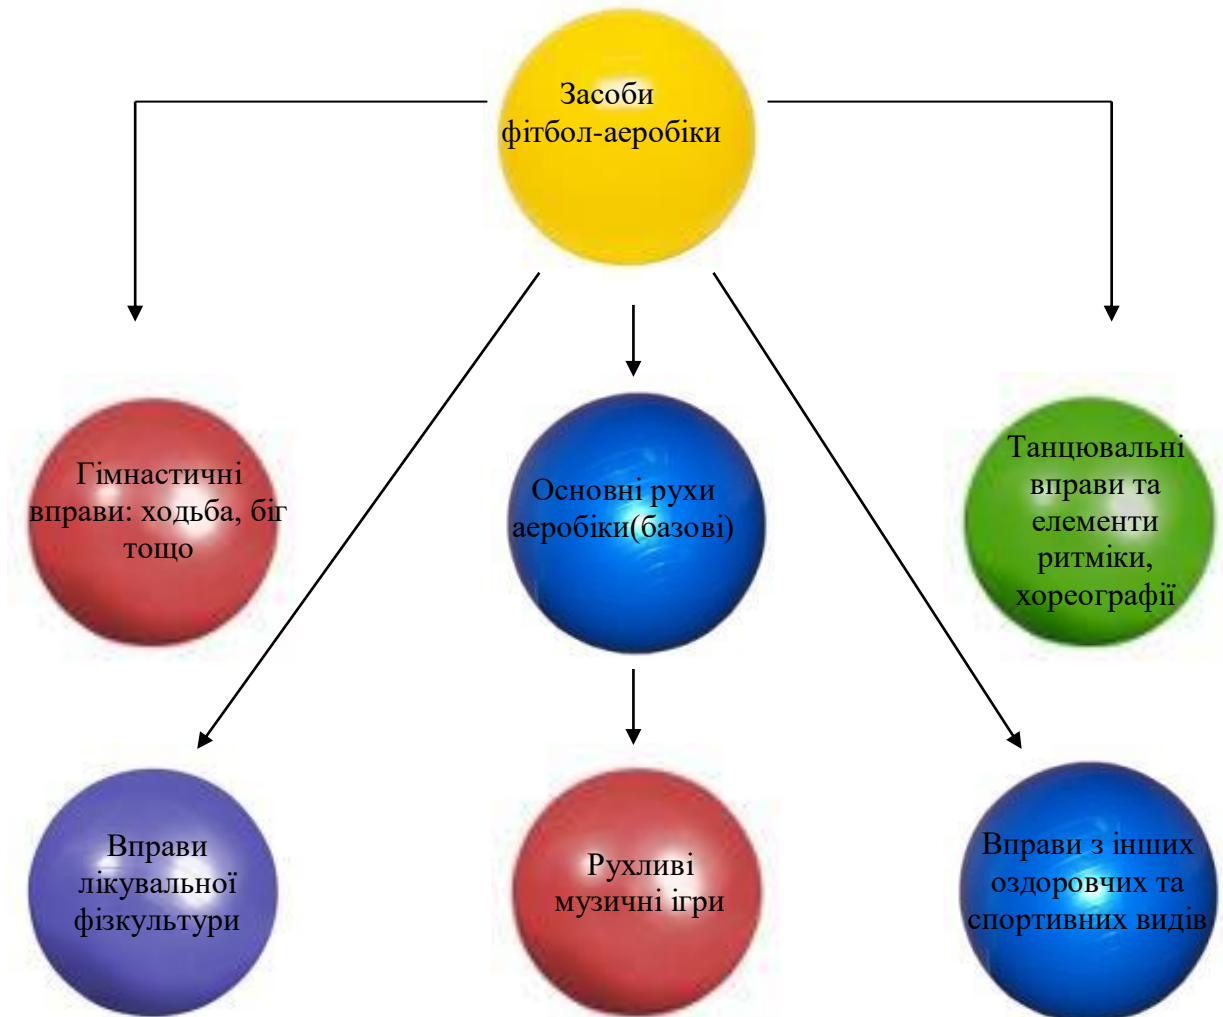 Засоби
фітбол-аеробіки
Гімнастичні
вправи: ходьба, біг
тощо
Основні рухи
аеробіки(базові)
Танцювальні
вправи та
елементи
ритміки,
хореографії
Вправи
лікувальної
фізкультури
Рухливі
музичні ігри
Вправи з інших
оздоровчих та
спортивних видів